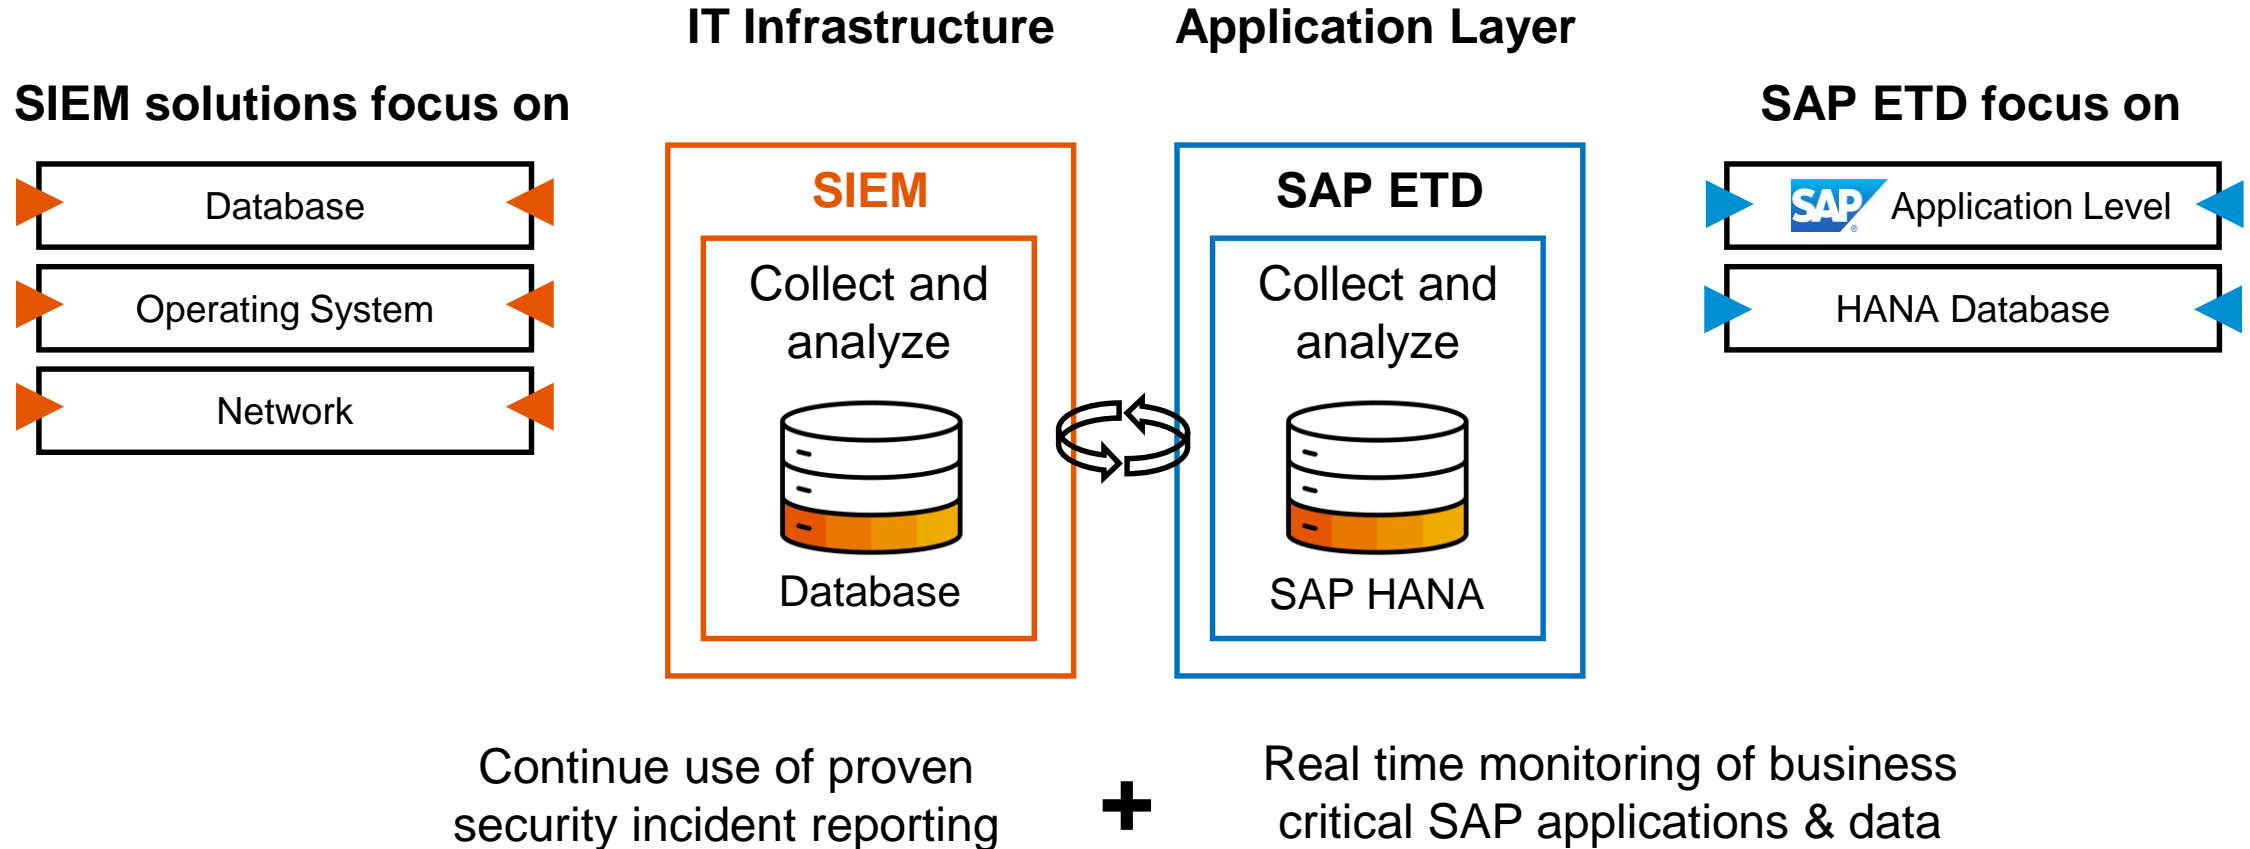 IT Infrastructure
Application Layer
SIEM solutions focus on
Database
Operating System
Network
SIEM
Collect and
analyze
Database
SAP ETD
Collect and
analyze
SAP HANA
SAP ETD focus on
SAP® Application Level
HANA Database
Continue use of proven
security incident reporting
+
Real time monitoring of business
critical SAP applications & data